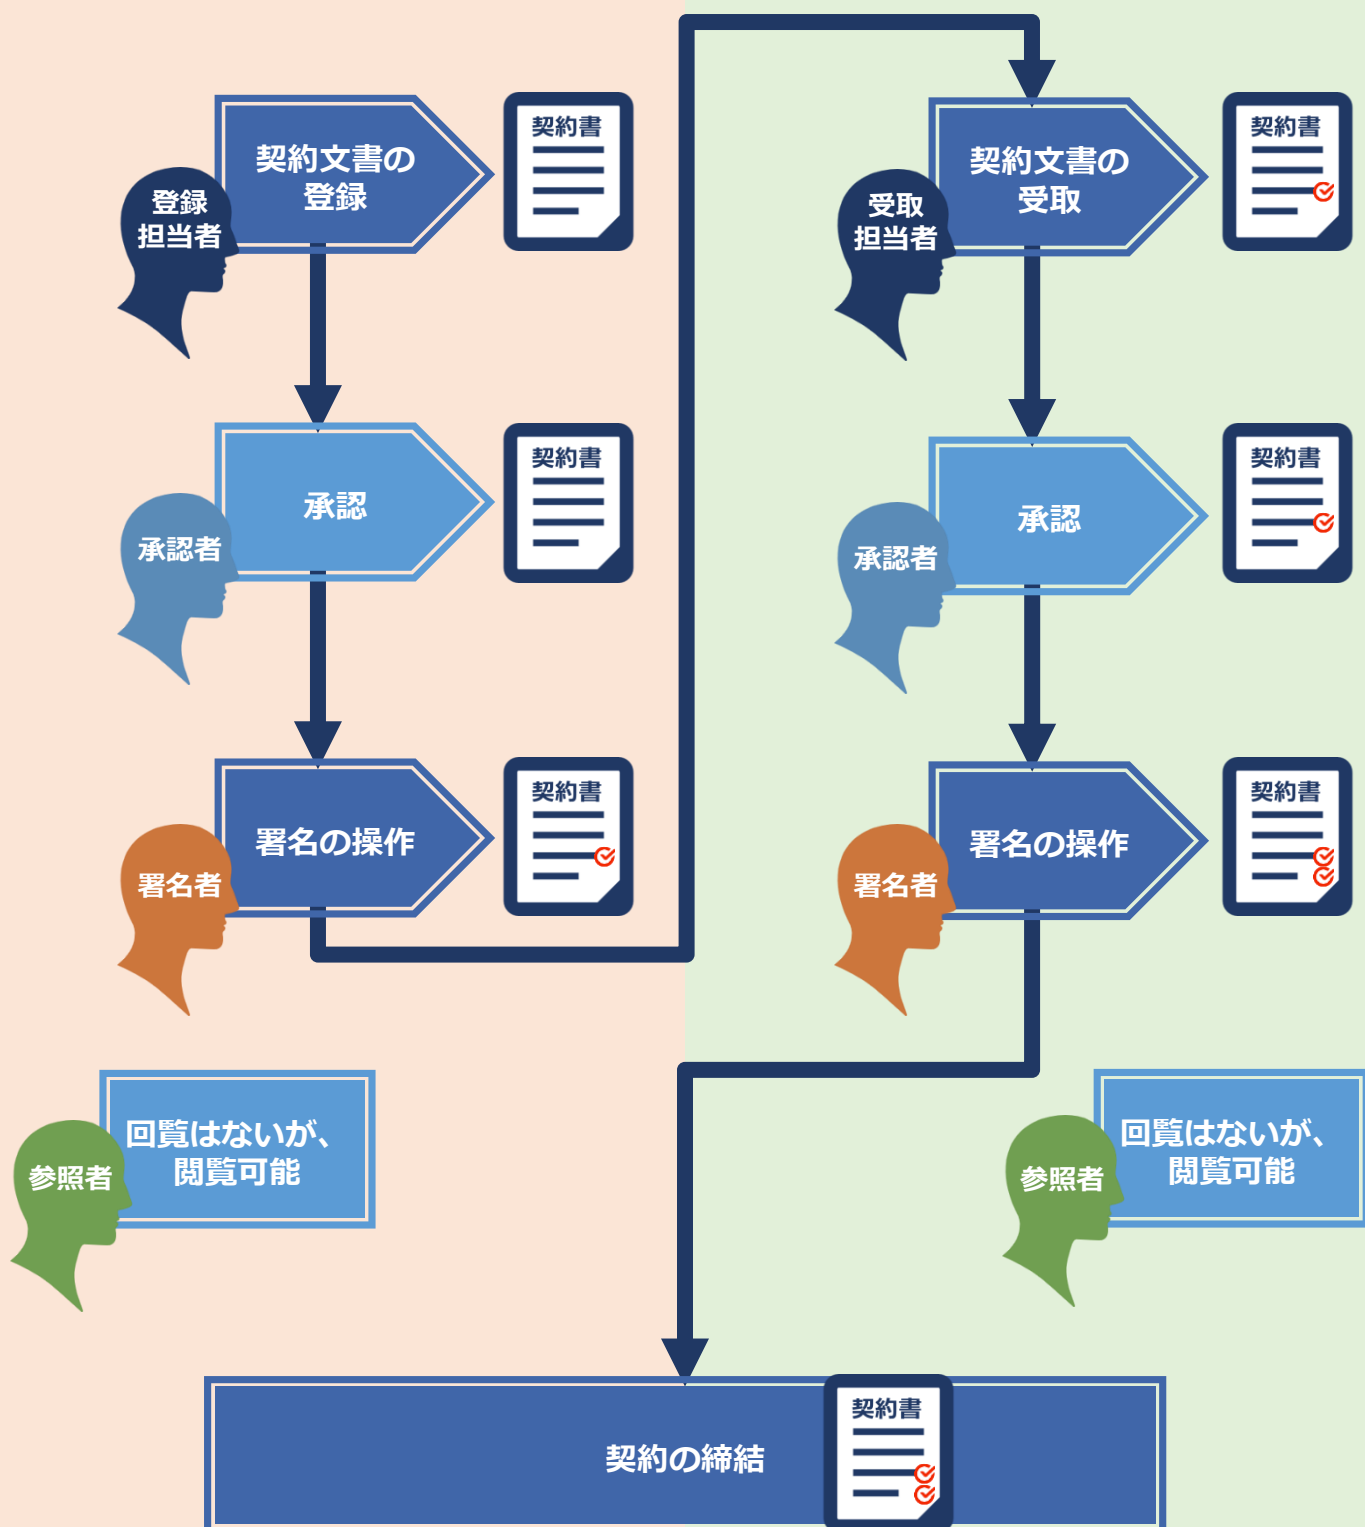 契約文書の
登録
登録
担当者
契約書
承認
承認者
契約書
署名の操作
署名者
契約書
契約文書の
受取
受取
担当者
契約書
承認
承認者
契約書
署名の操作
署名者
契約書
回覧はないが、
閲覧可能
参照者
回覧はないが、
閲覧可能
参照者
契約の締結
契約書